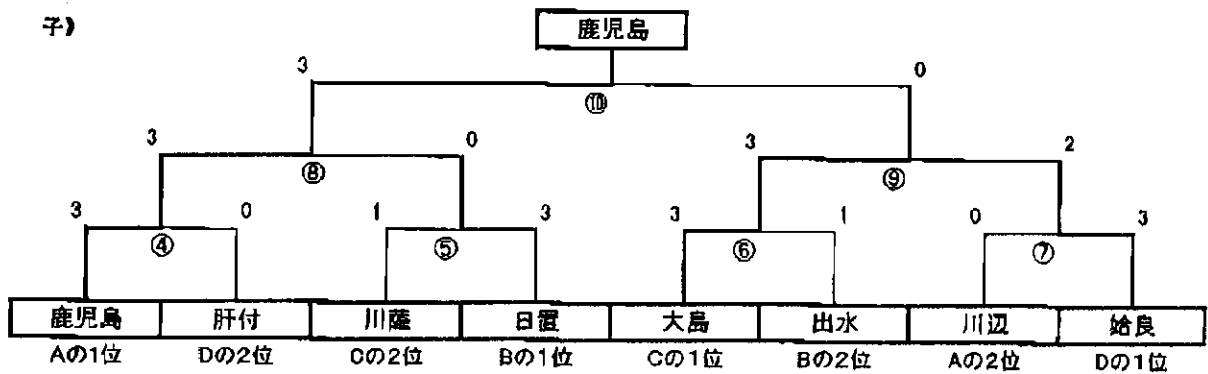 子)
鹿児島
3 0
⑩
3 0 3 2
⑧ ⑨
3 0 1 3 3 1 0 3
④ ⑤ ⑥ ⑦
鹿児島 肝付 川薩 日置 大島 出水 川辺 姶良
Aの1位 Dの2位 Cの2位 Bの1位 Cの1位 Bの2位 Aの2位 Dの1位